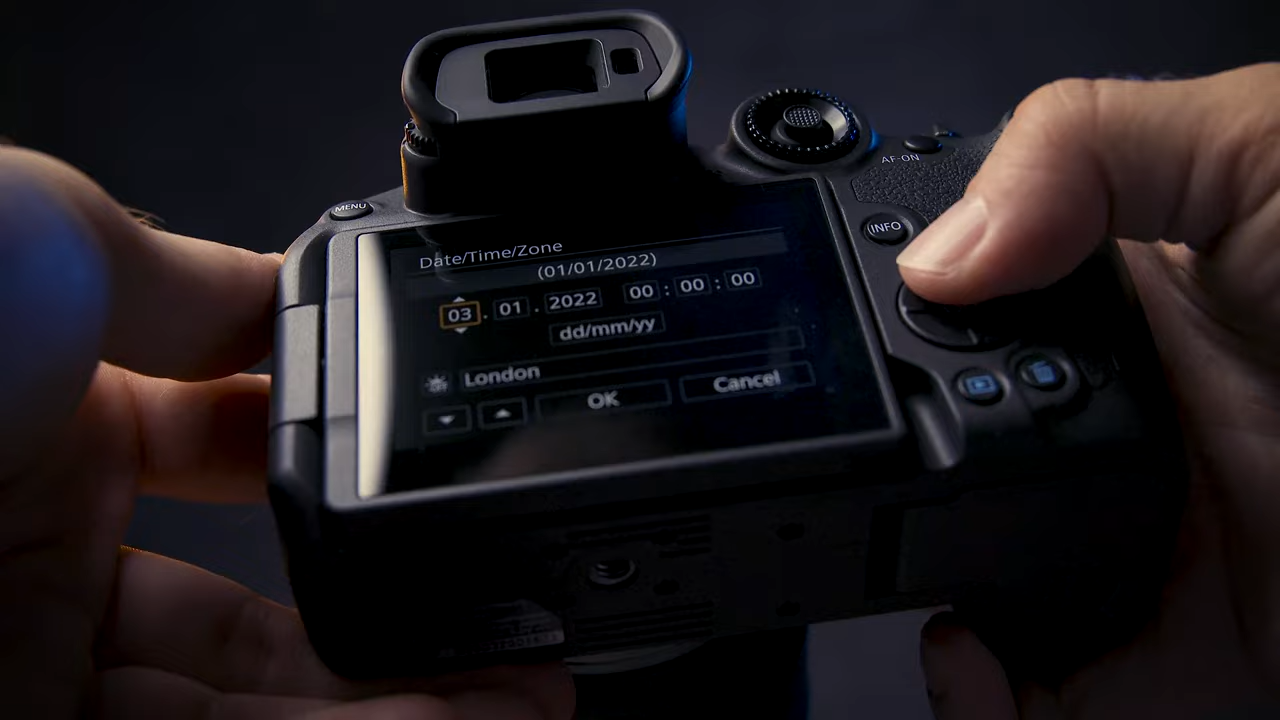 MENU
AF-ON
INFO
Date/Time/Zone
(01/01/2022)
03 . 01 . 2022 00 : 00 : 00
dd/mm/yy
London
OK Cancel